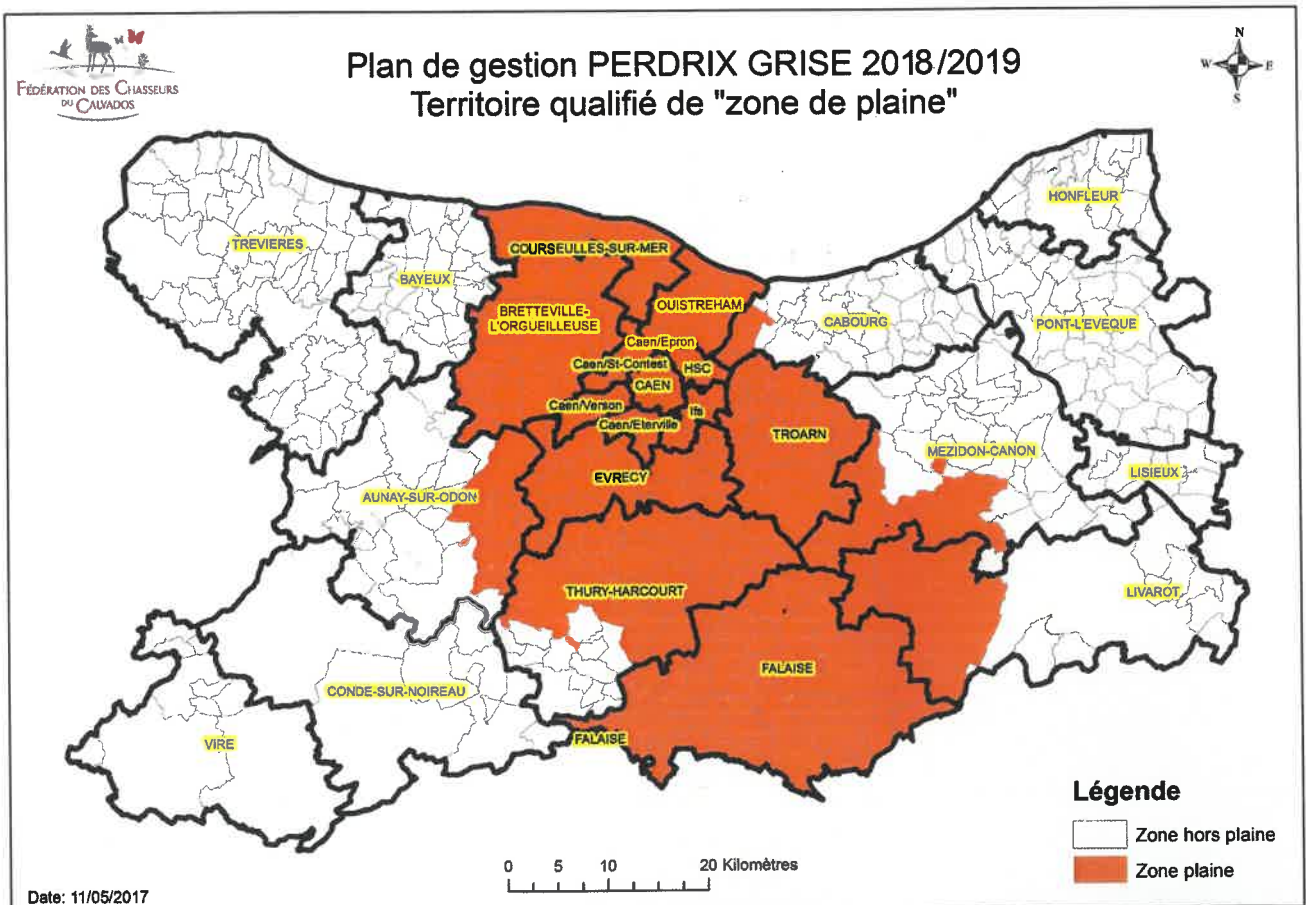 FÉDÉRATION DES CHASSEURS
DU CALVADOS
Plan de gestion PERDRIX GRISE 2018/2019
Territoire qualifié de "zone de plaine"
N
W E
S
HONFLEUR
TREVIERES
COURSEULLES-SUR-MER
BAYEUX
OUISTREHAM
BRETTEVILLE-
L'ORGUEILLEUSE
CABOURG
PONT-L'EVEQUE
Caen/Epron
Caen/St-Contest
HSC
CAEN
Caen/Verson
Ifs
Caen/Eterville
TROARN
MEZIDON-CANON
LISIEUX
EVRECY
AUNAY-SUR-ODON
THURY-HARCOURT
LIVAROT
FALAISE
CONDE-SUR-NOIREAU
VIRE
FALAISE
Légende
Zone hors plaine
Zone plaine
0 5 10 20 Kilomètres
Date: 11/05/2017